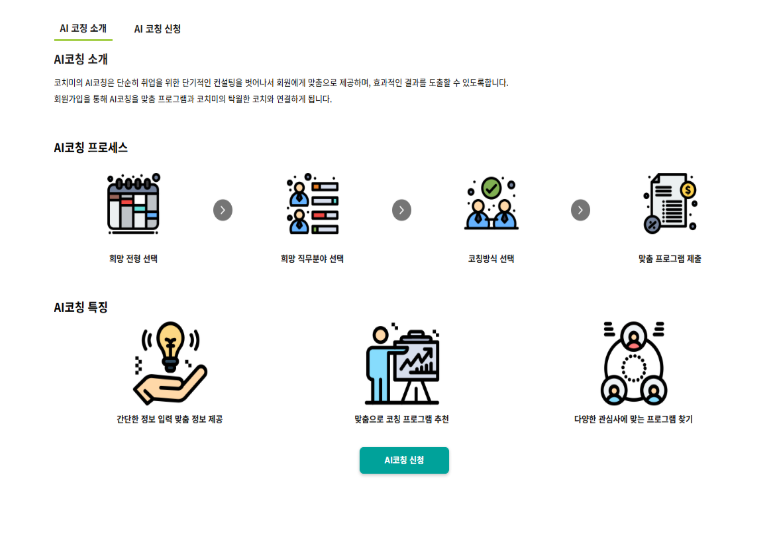 AI 코칭 소개
AI 코칭 신청
AI코칭 소개
코치미의 AI코칭은 단순히 취업을 위한 단기적인 컨설팅을 벗어나서 회원에게 맞춤으로 제공하며, 효과적인 결과를 도출할 수 있도록합니다.
회원가입을 통해 AI코칭을 맞춤 프로그램과 코치미의 탁월한 코치와 연결하게 됩니다.
AI코칭 프로세스
희망 전형 선택
희망 직무분야 선택
코칭방식 선택
맞춤 프로그램 제출
AI코칭 특징
간단한 정보 입력 맞춤 정보 제공
맞춤으로 코칭 프로그램 추천
다양한 관심사에 맞는 프로그램 찾기
AI코칭 신청